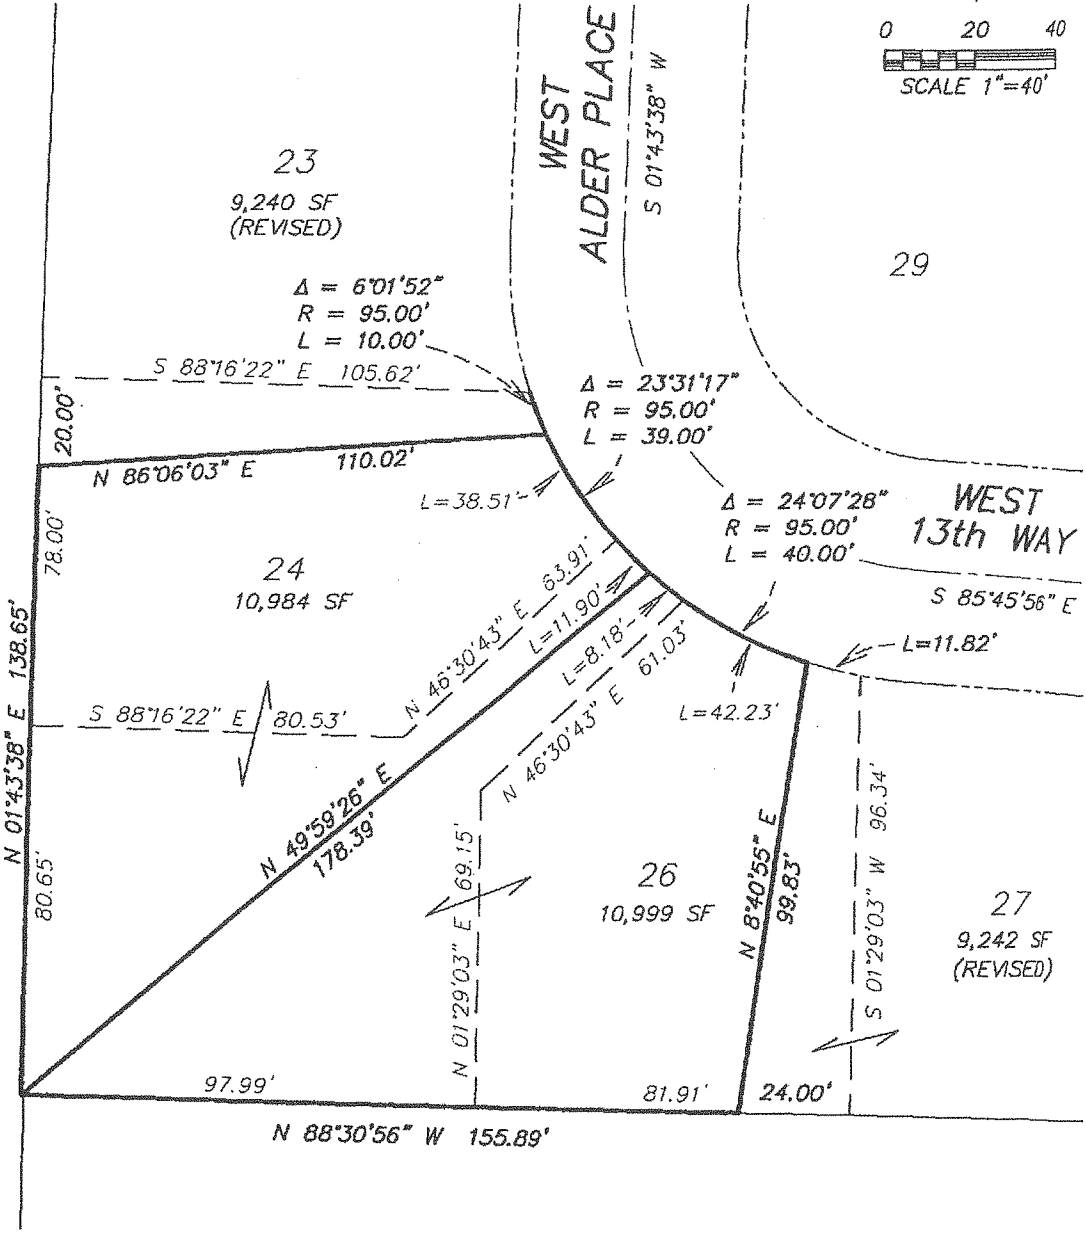 0 20 40
SCALE 1"=40'
WEST
ALDER PLACE
S 01°43'38" W
23
9,240 SF
(REVISED)
29
Δ = 6°01'52"
R = 95.00'
L = 10.00'
S 88°16'22" E 105.62'
20.00'
Δ = 23°31'17"
R = 95.00'
L = 39.00'
N 86°06'03" E 110.02'
L=38.51'
Δ = 24°07'28"
R = 95.00'
L = 40.00'
WEST
13th WAY
S 85°45'56" E
78.00'
24
10,984 SF
N 46°30'43" E 63.91'
L=11.90'
L=8.18'
N 46°30'43" E 61.03'
L=11.82'
L=42.23'
N 01°43'38" E 138.65'
S 88°16'22" E 80.53'
N 49°59'26" E
178.39'
80.65'
N 01°29'03" E 69.15'
26
10,999 SF
N 8°40'55" E
99.83'
S 01°29'03" W 96.34'
27
9,242 SF
(REVISED)
97.99'
81.91'
24.00'
N 88°30'56" W 155.89'